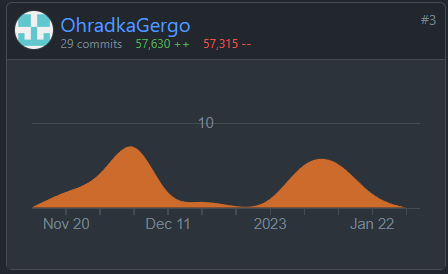 OhradkaGergo
#3
29 commits 57,630 ++ 57,315 --
10
Nov 20 Dec 11 2023 Jan 22